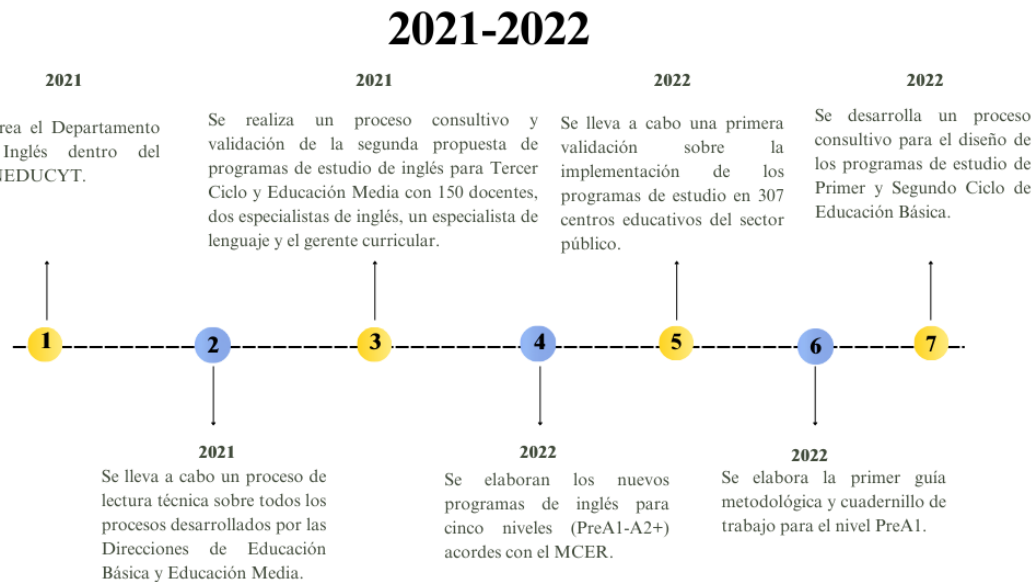 2021-2022
2021
rea el Departamento
Inglés dentro del
NEDUCYT.
2021
Se realiza un proceso consultivo y
validación de la segunda propuesta de
programas de estudio de inglés para Tercer
Ciclo y Educación Media con 150 docentes,
dos especialistas de inglés, un especialista de
lenguaje y el gerente curricular.
2022
Se lleva a cabo una primera
validación sobre la
implementación de los
programas de estudio en 307
centros educativos del sector
público.
2022
Se desarrolla un proceso
consultivo para el diseño de
los programas de estudio de
Primer y Segundo Ciclo de
Educación Básica.
1 2 3 4 5 6 7
2021
Se lleva a cabo un proceso de
lectura técnica sobre todos los
procesos desarrollados por las
Direcciones de Educación
Básica y Educación Media.
2022
Se elaboran los nuevos
programas de inglés para
cinco niveles (PreA1-A2+)
acordes con el MCER.
2022
Se elabora la primer guía
metodológica y cuadernillo de
trabajo para el nivel PreA1.